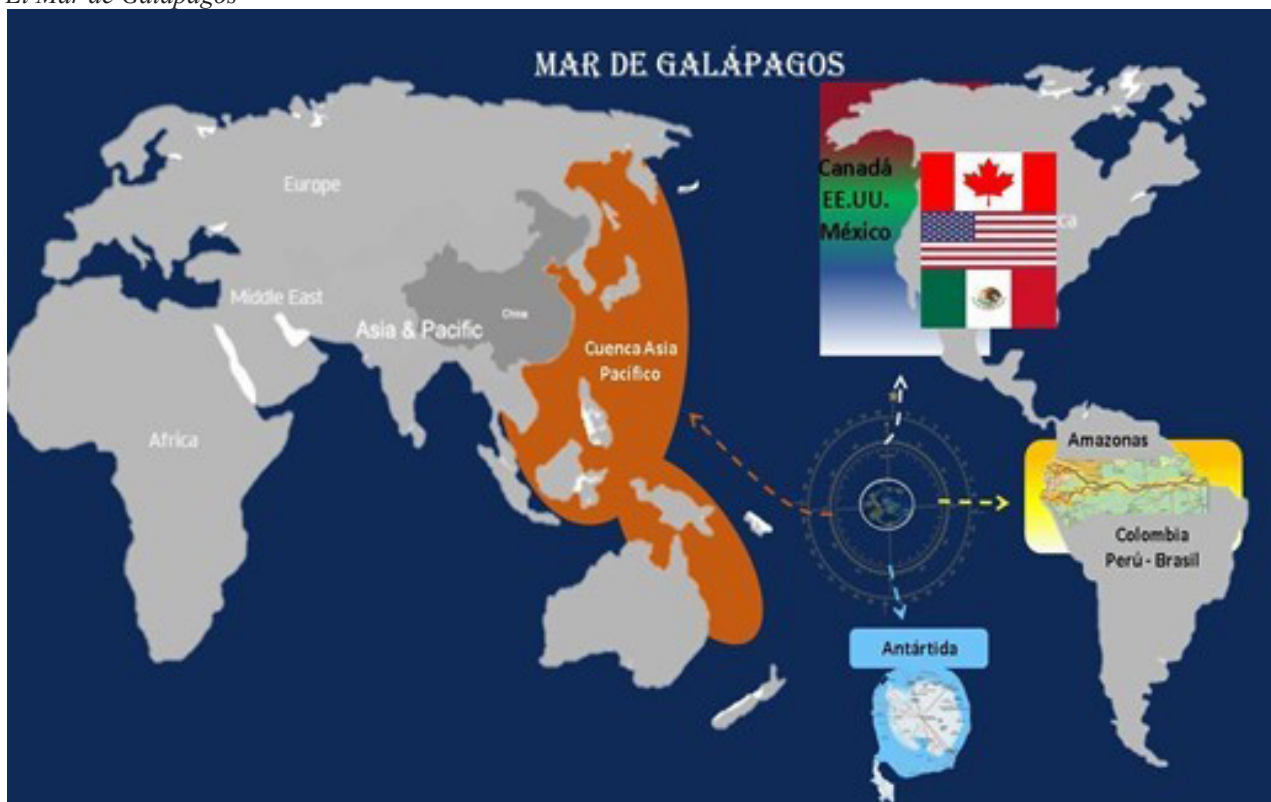 El Mar de Galápagos
MAR DE GALÁPAGOS
Europe
Middle East
Asia & Pacific
China
Africa
Cuenca Asia
Pacífico
Canadá
EE.UU.
México
ca
Amazonas
Colombia
Perú - Brasil
Antártida